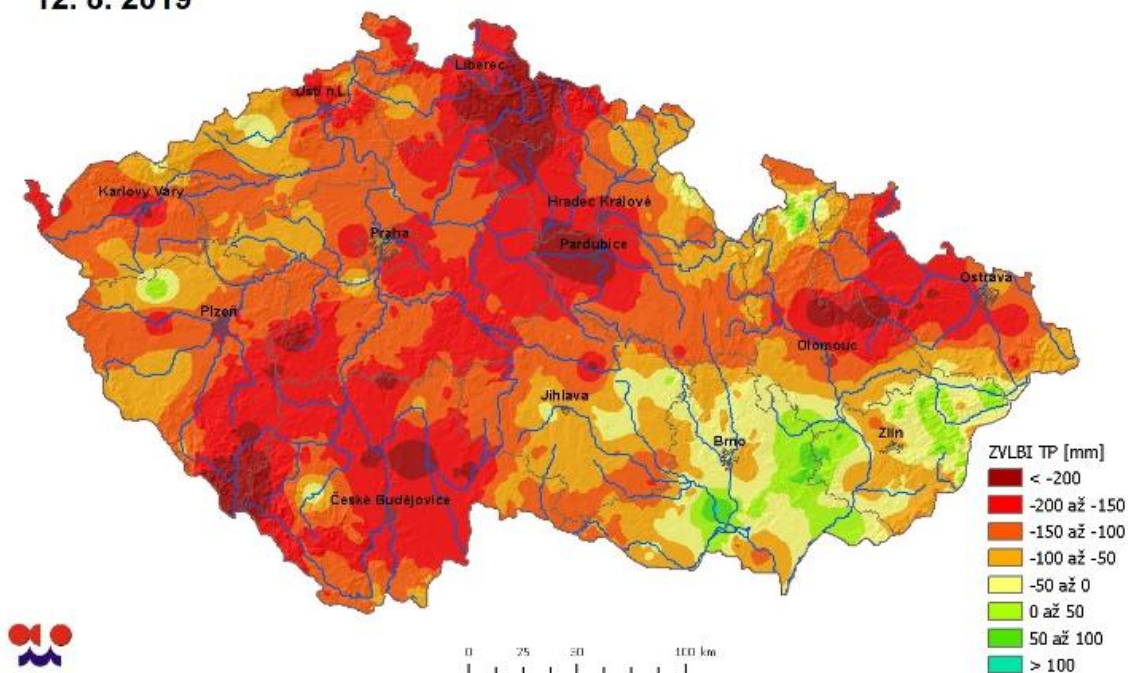 12. 8. 2019
Liberec
Ústí n.L.
Karlovy Vary
Hradec Králové
Praha
Pardubice
Ostrava
Plzeň
Olomouc
Jihlava
Zlín
Brno
České Budějovice
ZVLBI TP [mm]
< -200
-200 až -150
-150 až -100
-100 až -50
-50 až 0
0 až 50
50 až 100
> 100
0 25 50 100 km